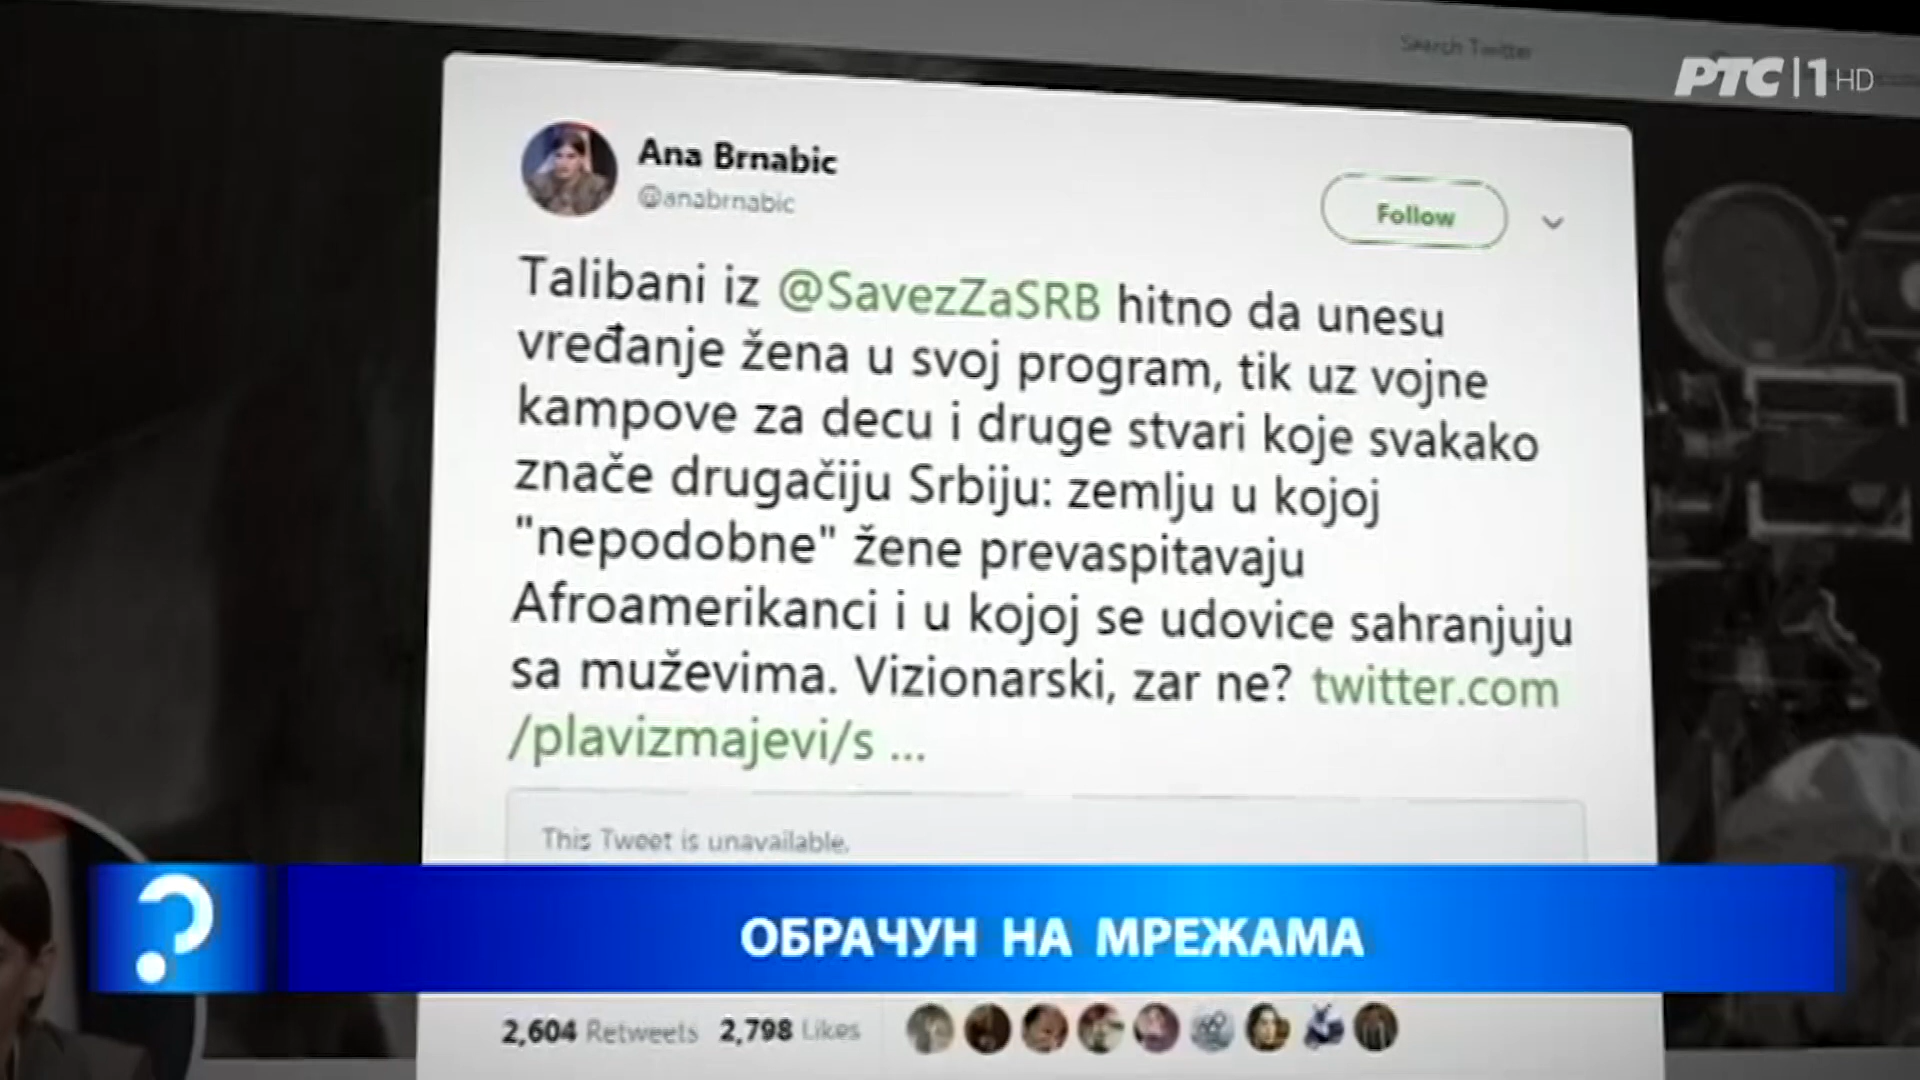 Search Twitter
РТС 1 HD
Ana Brnabic
@anabrnabic
Follow
Talibani iz @SavezZaSRB hitno da unesu
vređanje žena u svoj program, tik uz vojne
kampove za decu i druge stvari koje svakako
znače drugačiju Srbiju: zemlju u kojoj
"nepodobne" žene prevaspitavaju
Afroamerikanci i u kojoj se udovice sahranjuju
sa muževima. Vizionarski, zar ne? twitter.com
/plavizmajevi/s ...
This Tweet is unavailable.
?
ОБРАЧУН НА МРЕЖАМА
2,604 Retweets 2,798 Likes